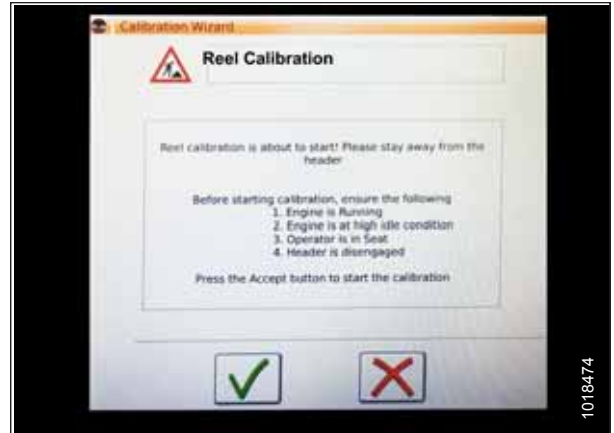 Calibration Wizard
Reel Calibration
Reel calibration is about to start! Please stay away from the
header
Before starting calibration, ensure the following
1. Engine is Running
2. Engine is at high idle condition
3. Operator is in Seat
4. Header is disengaged
Press the Accept button to start the calibration
1018474